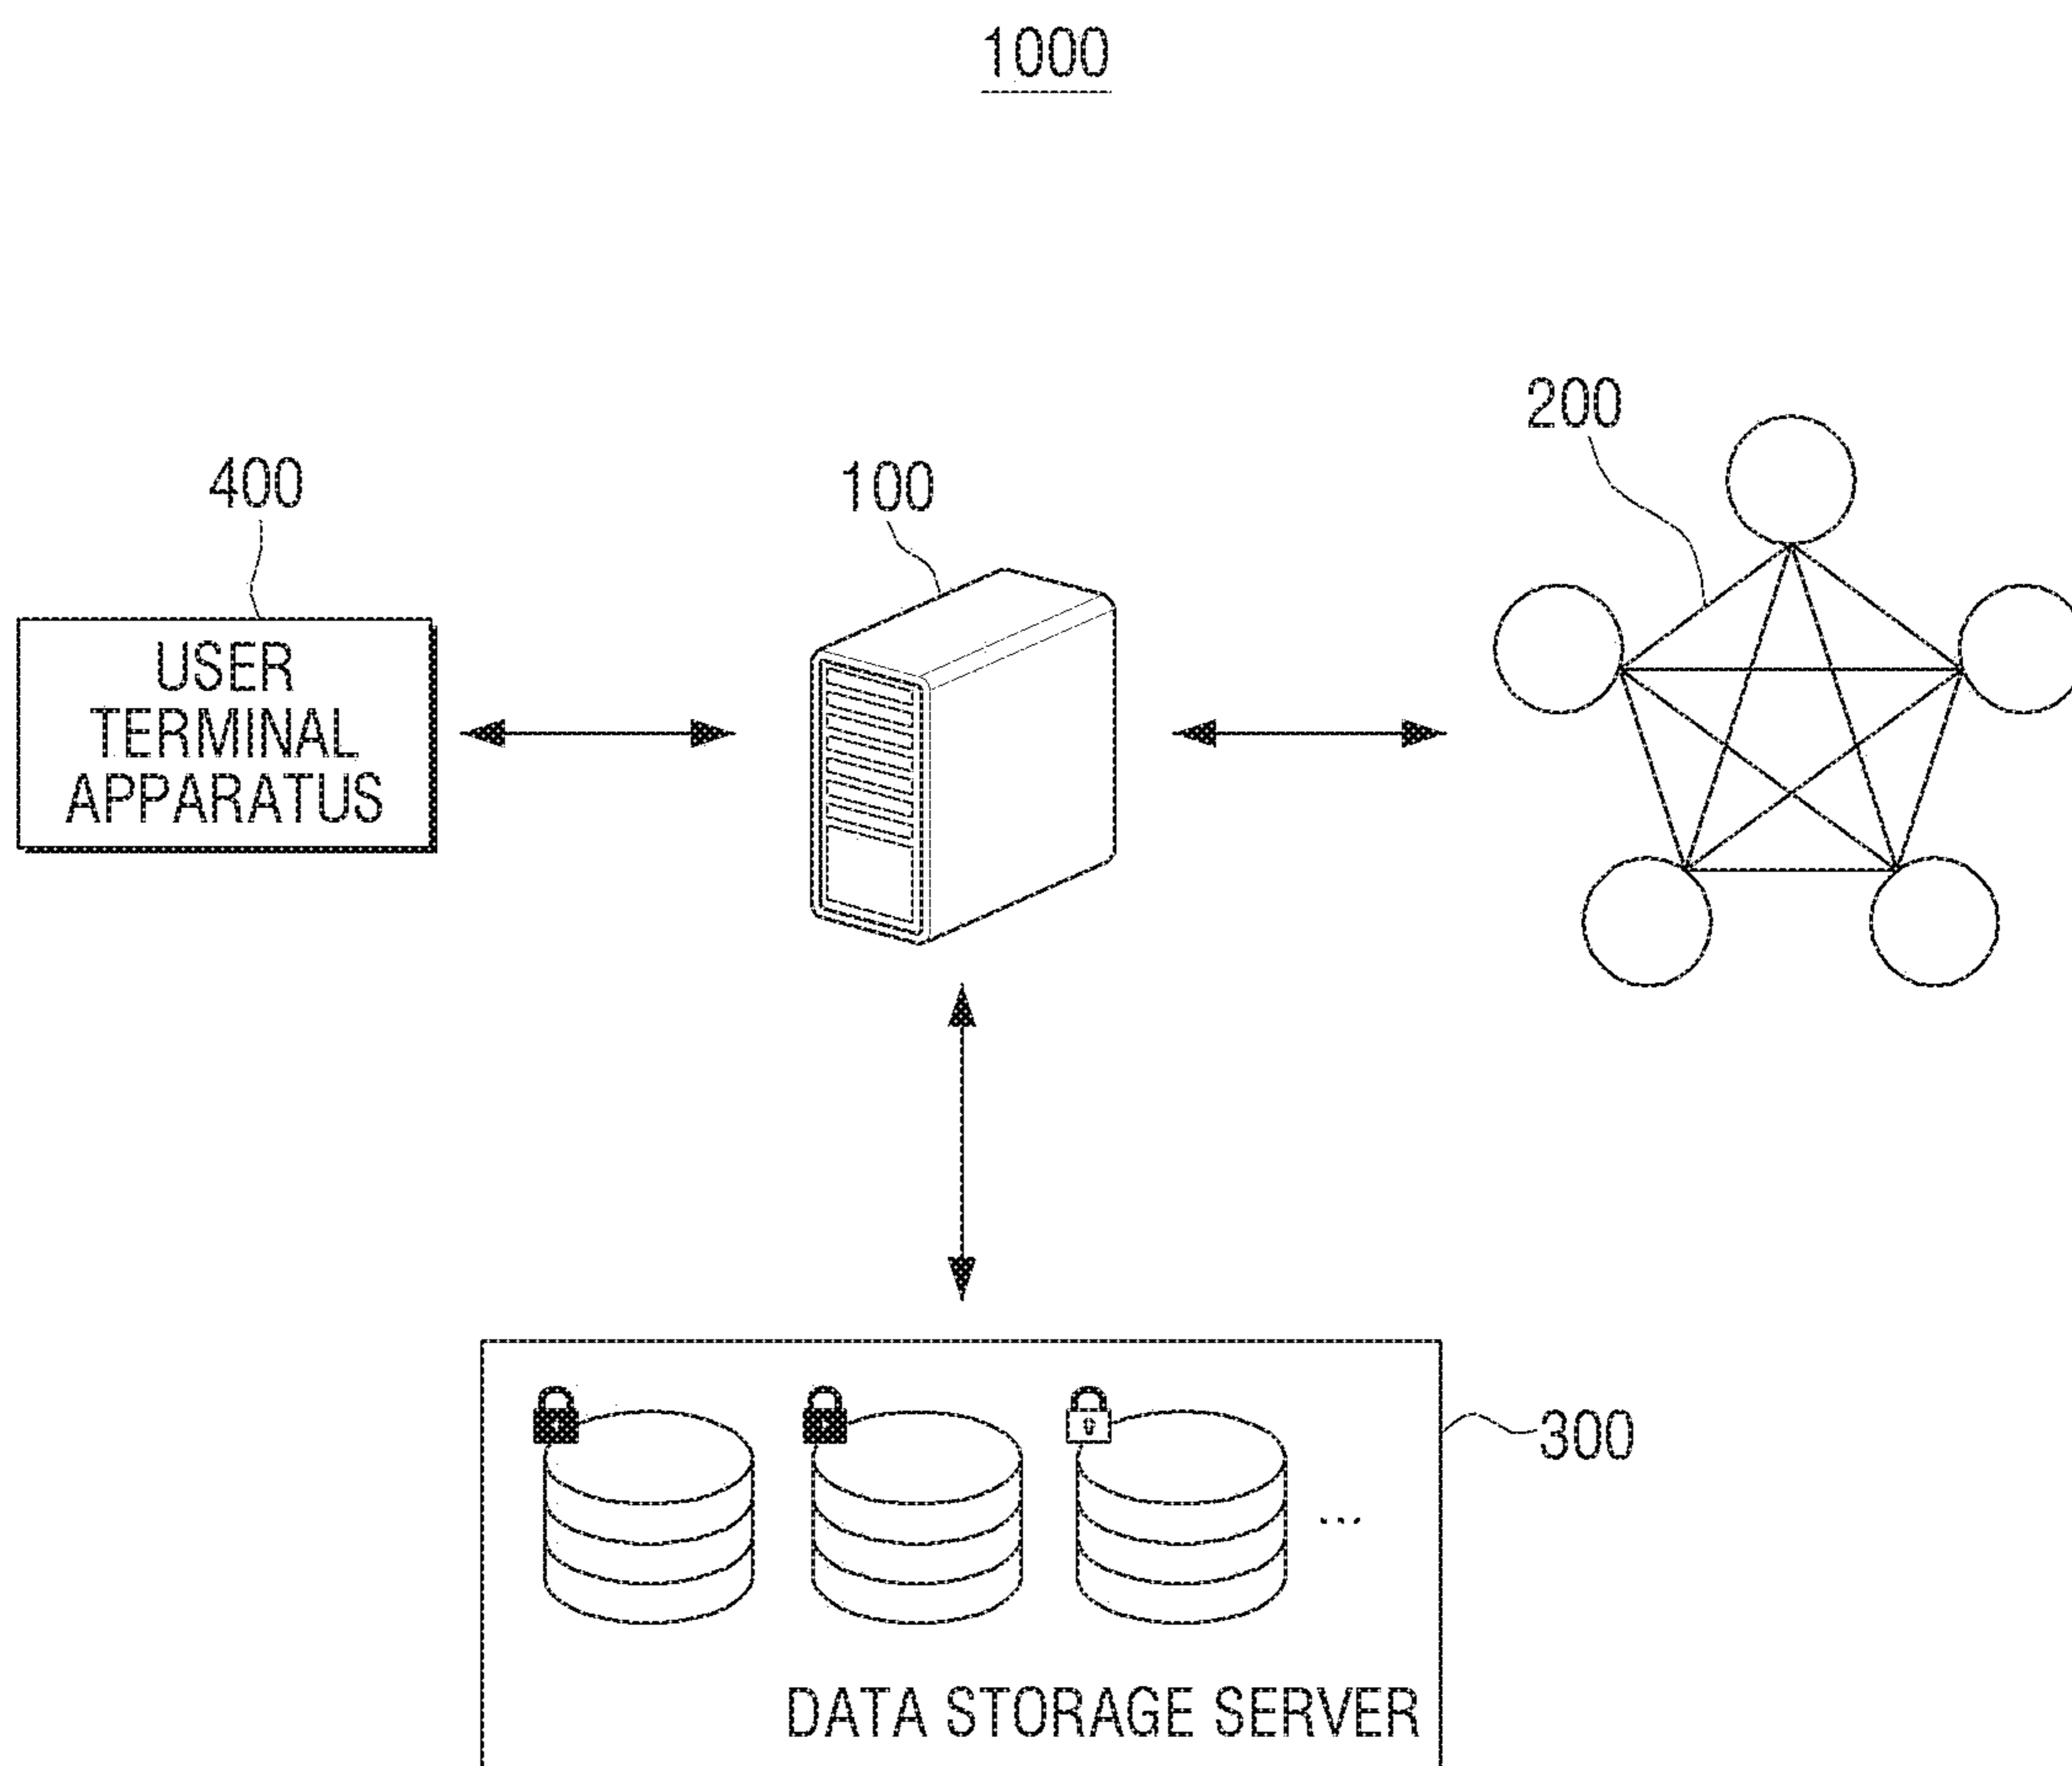 1000
200
400
100
USER
TERMINAL
APPARATUS
300
...
DATA STORAGE SERVER